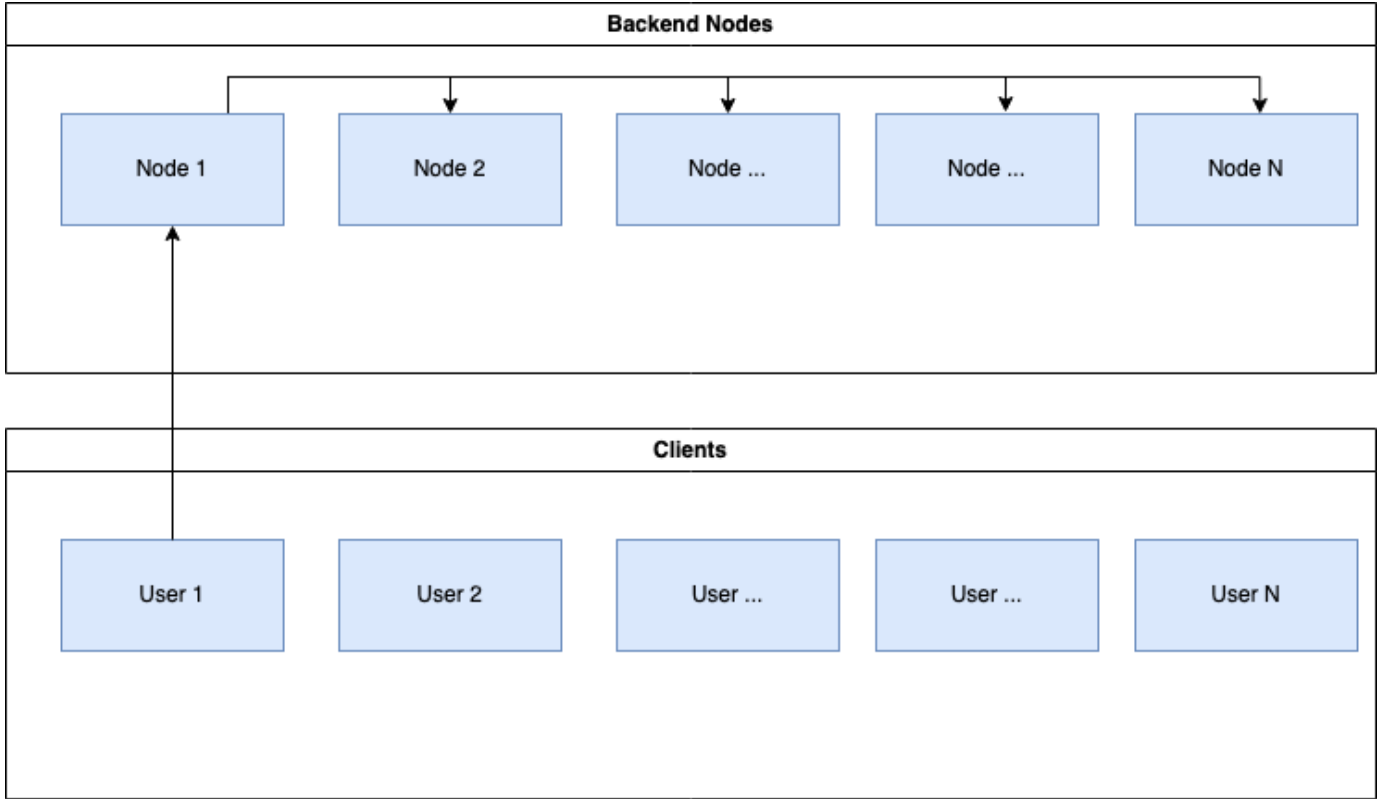 Backend Nodes
Node 1
Node 2
Node ...
Node ...
Node N
Clients
User 1
User 2
User ...
User ...
User N